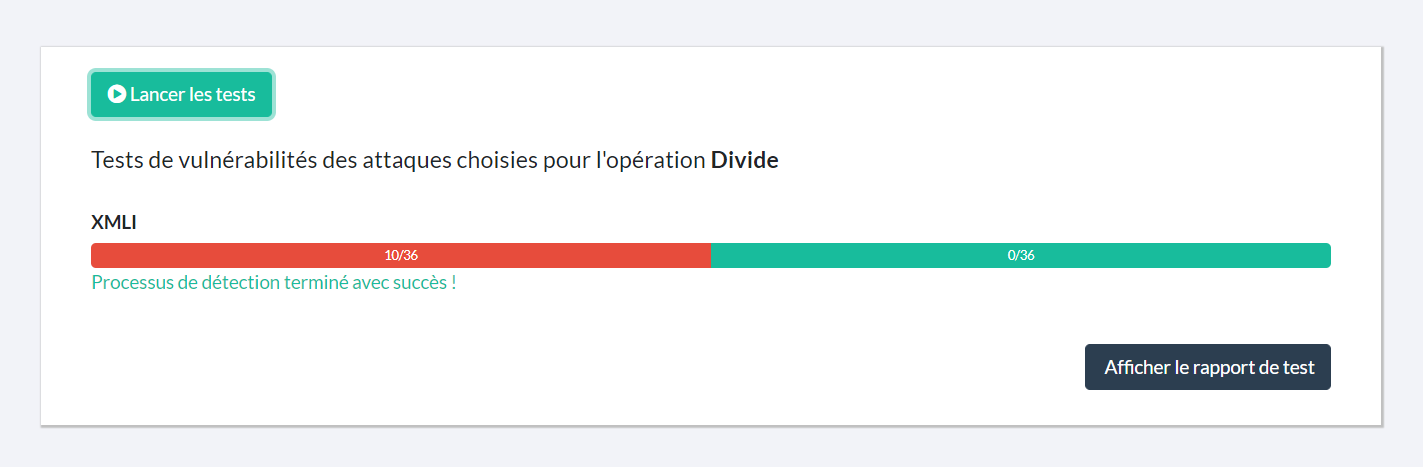 Lancer les tests
Tests de vulnérabilités des attaques choisies pour l'opération Divide
XMLI
10/36 0/36
Processus de détection terminé avec succès !
Afficher le rapport de test